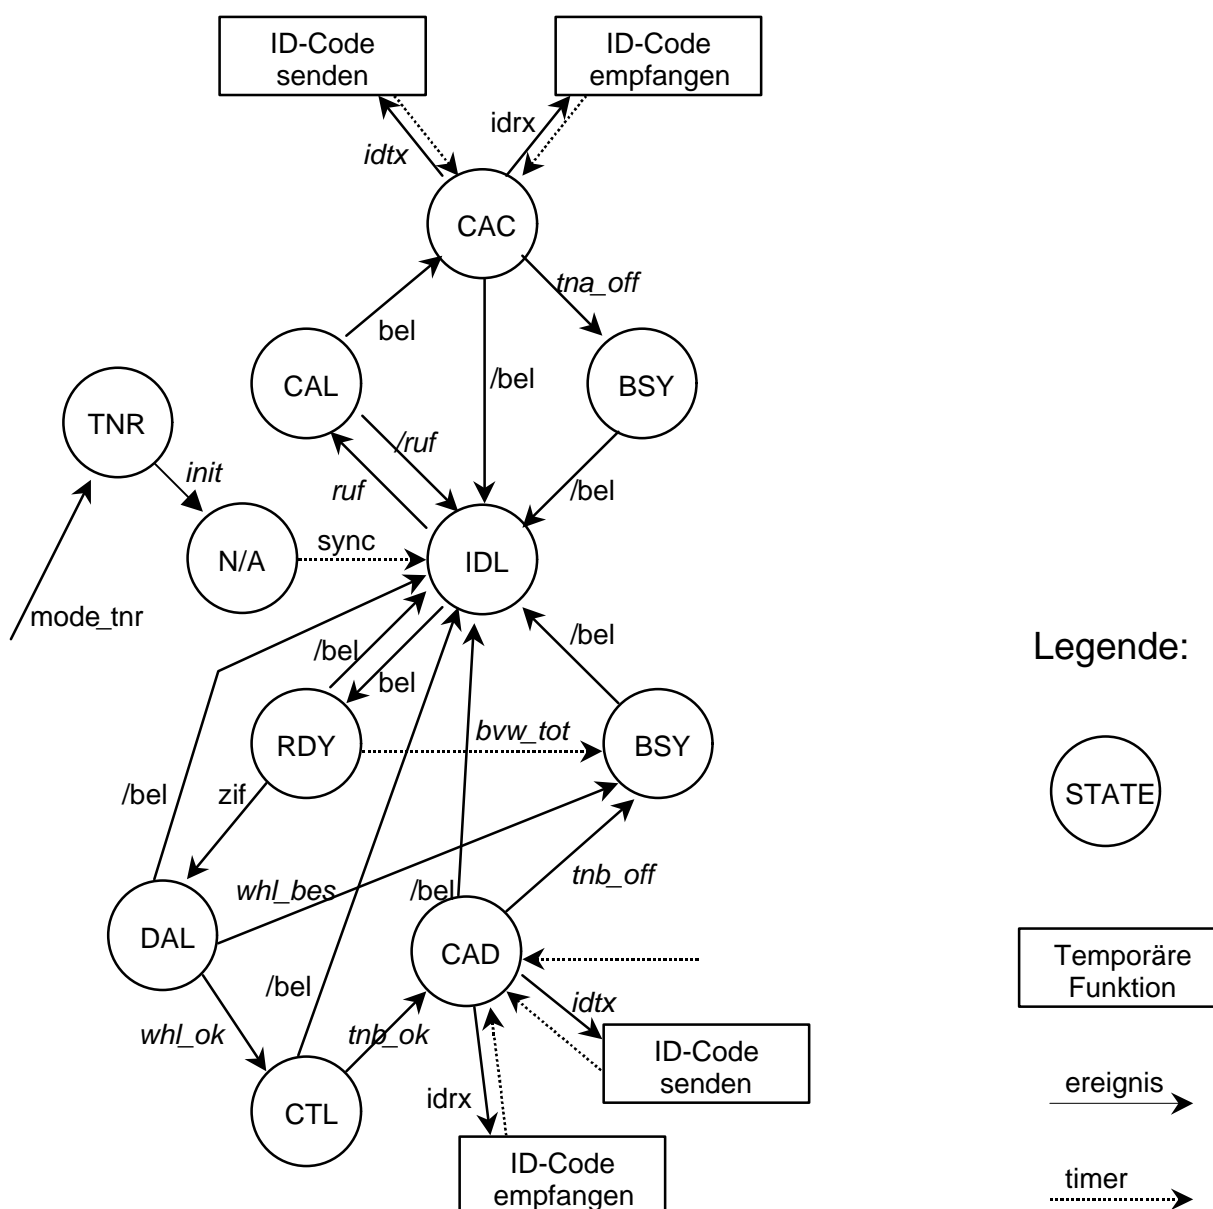 ID-Code
senden
ID-Code
empfangen
idtx
idrx
CAC
tna_off
bel
/bel
CAL
BSY
TNR
/ruf
init
ruf
/bel
sync
N/A
IDL
mode_tnr
/bel
/bel
bel
Legende:
RDY
bvw_tot
BSY
/bel
zif
STATE
whl_bes
/bel
tnb_off
DAL
CAD
Temporäre
Funktion
/bel
idtx
whl_ok
tnb_ok
ID-Code
senden
ereignis
CTL
idrx
ID-Code
empfangen
timer